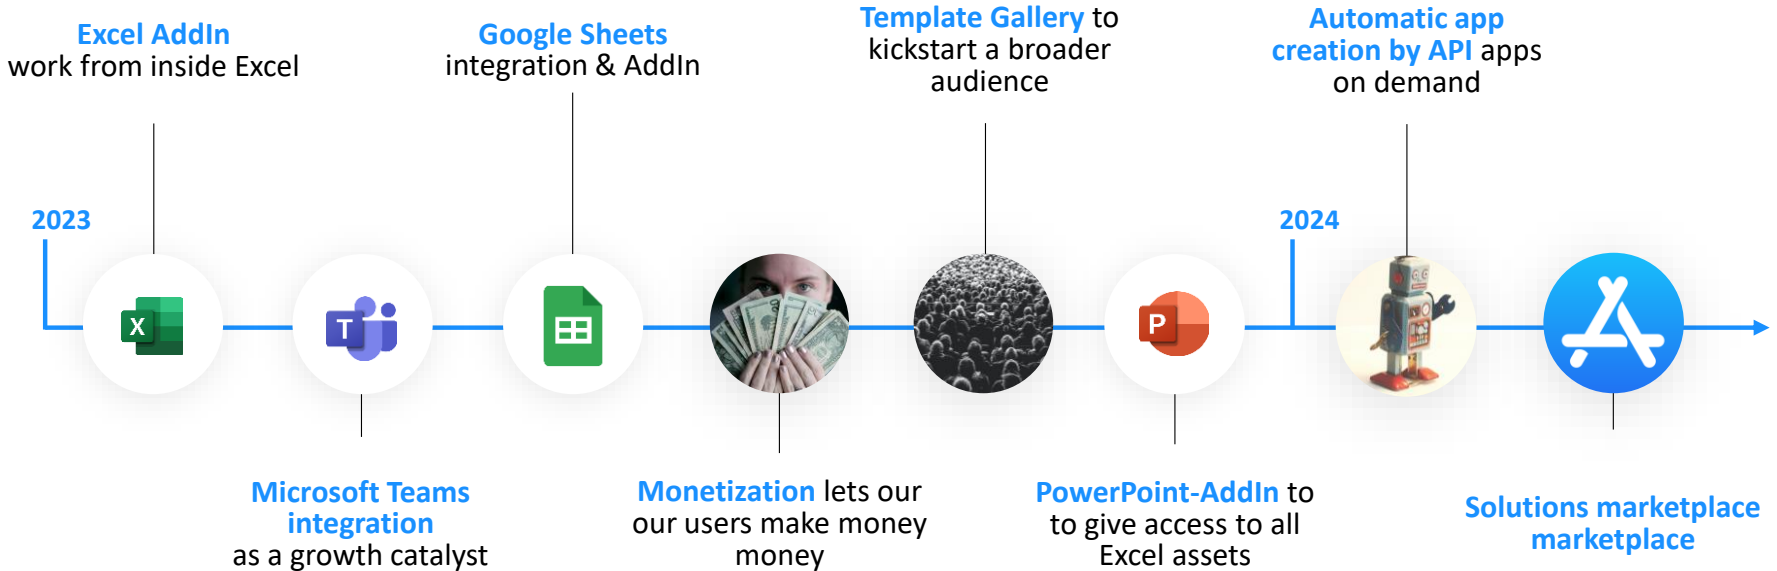 Excel AddIn
work from inside Excel
Google Sheets
integration & AddIn
Template Gallery to
kickstart a broader
audience
Automatic app
creation by API apps
on demand
2023
2024
X
T
P
Microsoft Teams
integration
as a growth catalyst
Monetization lets our
our users make money
money
PowerPoint-AddIn to
to give access to all
Excel assets
Solutions marketplace
marketplace